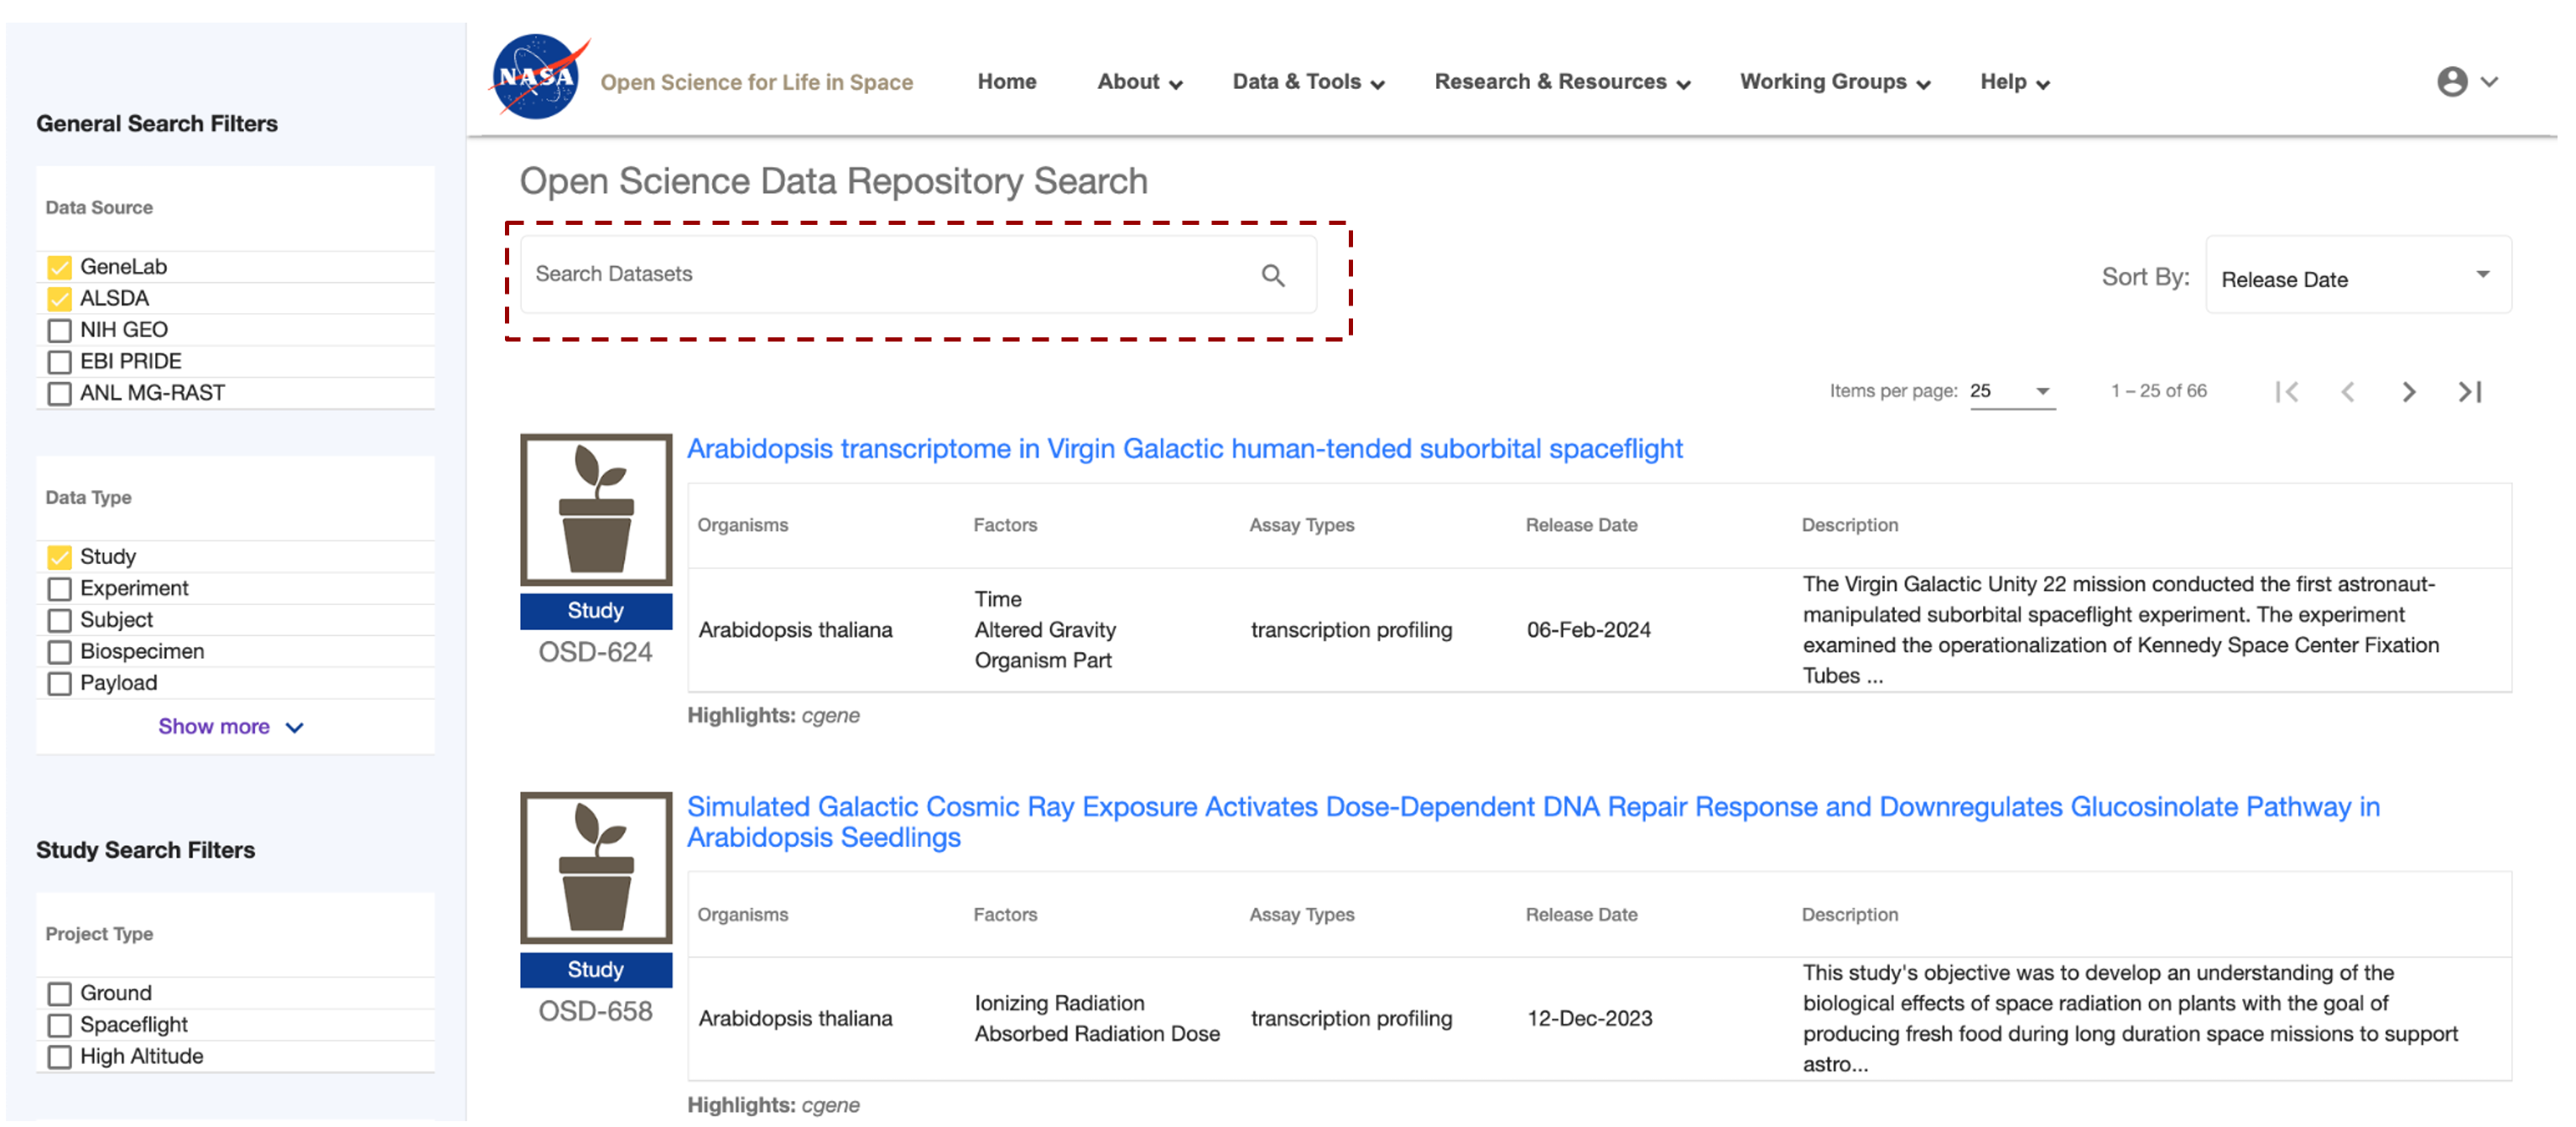 NASA
Open Science for Life in Space
Home
About
Data & Tools
Research & Resources
Working Groups
Help
General Search Filters
Data Source
GeneLab
ALSDA
NIH GEO
EBI PRIDE
ANL MG-RAST
Data Type
Study
Experiment
Subject
Biospecimen
Payload
Show more
Study Search Filters
Project Type
Ground
Spaceflight
High Altitude
Open Science Data Repository Search
Search Datasets
Sort By:
Release Date
Items per page: 25
1 – 25 of 66
Arabidopsis transcriptome in Virgin Galactic human-tended suborbital spaceflight
Study
OSD-624
Organisms
Factors
Assay Types
Release Date
Description
Arabidopsis thaliana
Time
Altered Gravity
Organism Part
transcription profiling
06-Feb-2024
The Virgin Galactic Unity 22 mission conducted the first astronaut-
manipulated suborbital spaceflight experiment. The experiment
examined the operationalization of Kennedy Space Center Fixation
Tubes ...
Highlights: cgene
Simulated Galactic Cosmic Ray Exposure Activates Dose-Dependent DNA Repair Response and Downregulates Glucosinolate Pathway in
Arabidopsis Seedlings
Study
OSD-658
Organisms
Factors
Assay Types
Release Date
Description
Arabidopsis thaliana
Ionizing Radiation
Absorbed Radiation Dose
transcription profiling
12-Dec-2023
This study's objective was to develop an understanding of the
biological effects of space radiation on plants with the goal of
producing fresh food during long duration space missions to support
astro...
Highlights: cgene